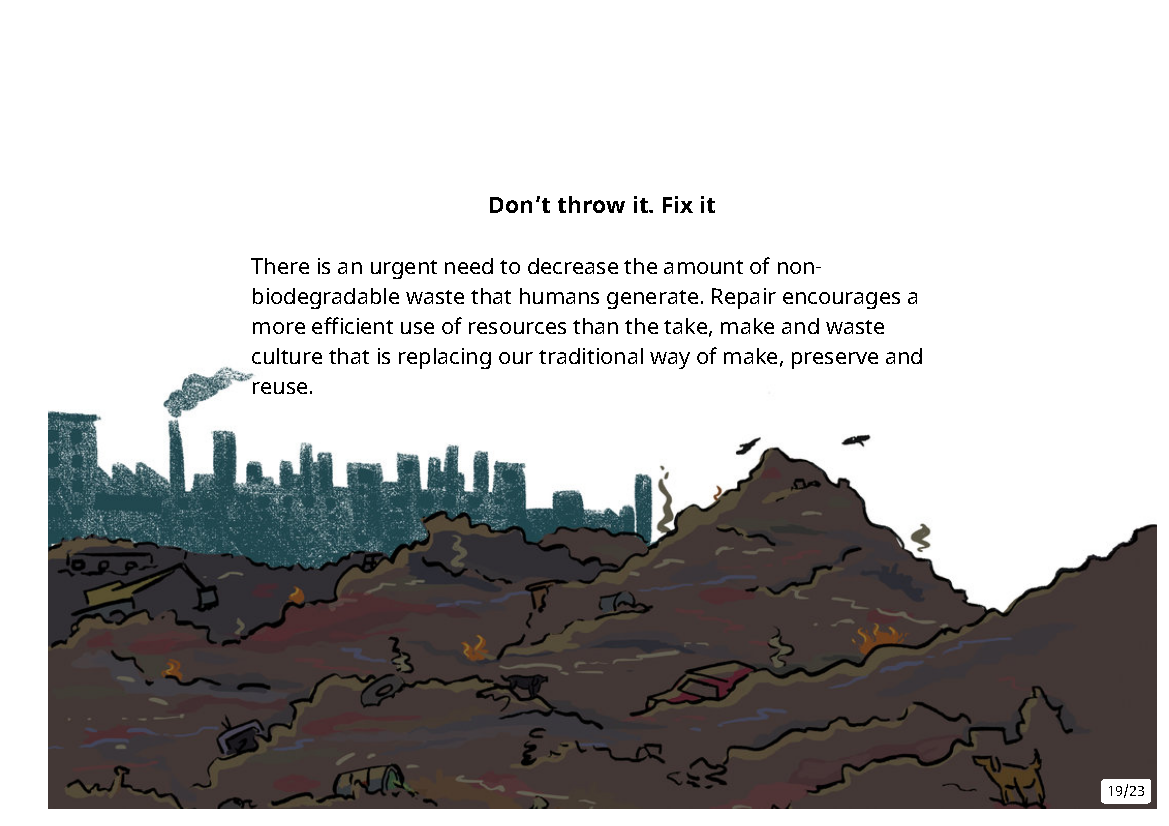 Don’t throw it. Fix it
There is an urgent need to decrease the amount of non-
biodegradable waste that humans generate. Repair encourages a
more efficient use of resources than the take, make and waste
culture that is replacing our traditional way of make, preserve and
reuse.
19/23